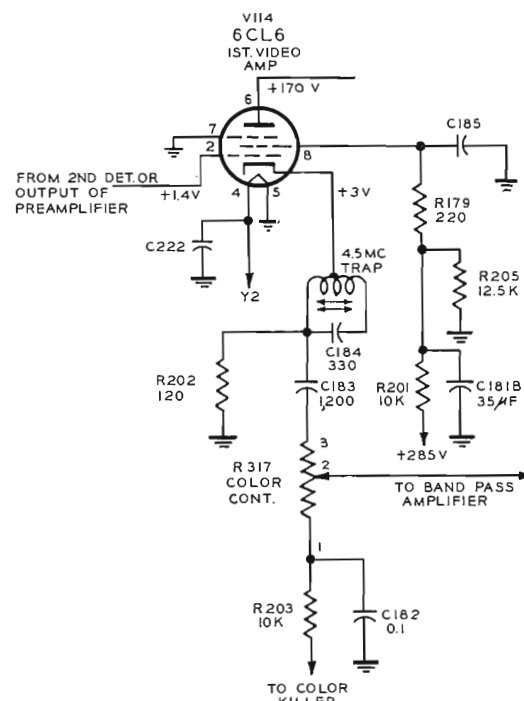 V114
6CL6
1ST. VIDEO
AMP
6
+170 V
7
2
8
C185
FROM 2ND DET. OR
OUTPUT OF
PREAMPLIFIER
+1.4V
4
5
+3V
R179
220
C222
Y2
4.5MC
TRAP
R205
12.5K
C184
330
R202
120
C183
1,200
R201
10K
C181B
35μF
+285V
3
R317
COLOR
CONT.
2
TO BAND PASS
AMPLIFIER
1
R203
10K
C182
0.1
TO COLOR
KILLER